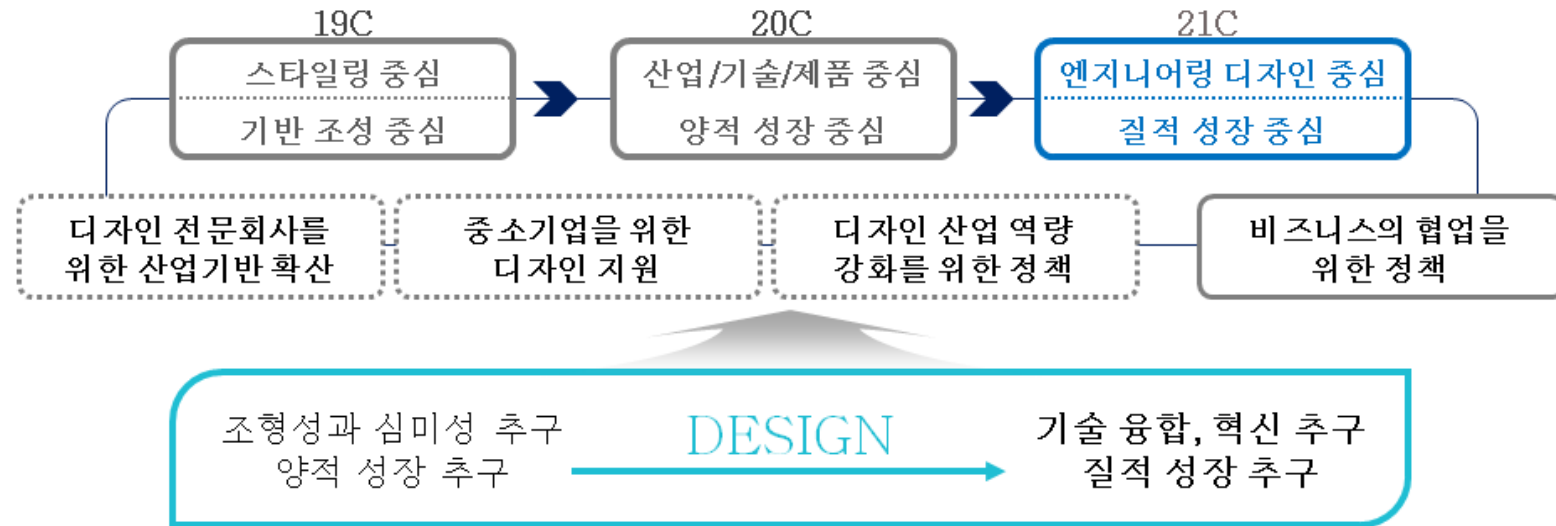 19C
스타일링 중심
기반 조성 중심
20C
산업/기술/제품 중심
양적 성장 중심
21C
엔지니어링 디자인 중심
질적 성장 중심
디자인 전문회사를
위한 산업기반 확산
중소기업을 위한
디자인 지원
디자인 산업 역량
강화를 위한 정책
비즈니스의 협업을
위한 정책
조형성과 심미성 추구
양적 성장 추구
DESIGN
기술 융합, 혁신 추구
질적 성장 추구